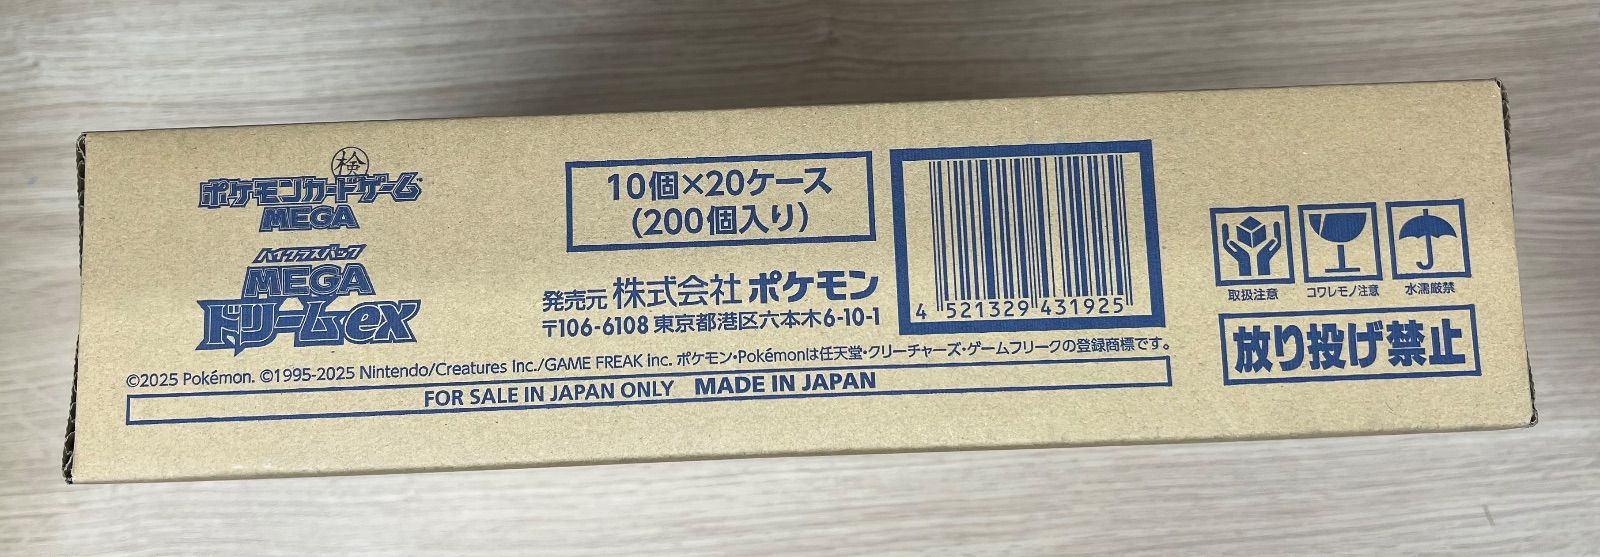 検
ポケモンカードゲーム
MEGA
ハイクラスパック
MEGA
ドリームex
10個×20ケース
(200個入り)
発売元 株式会社 ポケモン
〒106-6108 東京都港区六本木6-10-1
4 521329 431925
取扱注意
コワレモノ注意
水濡厳禁
放り投げ禁止
©2025 Pokémon. ©1995-2025 Nintendo/Creatures Inc./GAME FREAK inc. ポケモン・Pokémonは任天堂・クリーチャーズ・ゲームフリークの登録商標です。
FOR SALE IN JAPAN ONLY MADE IN JAPAN